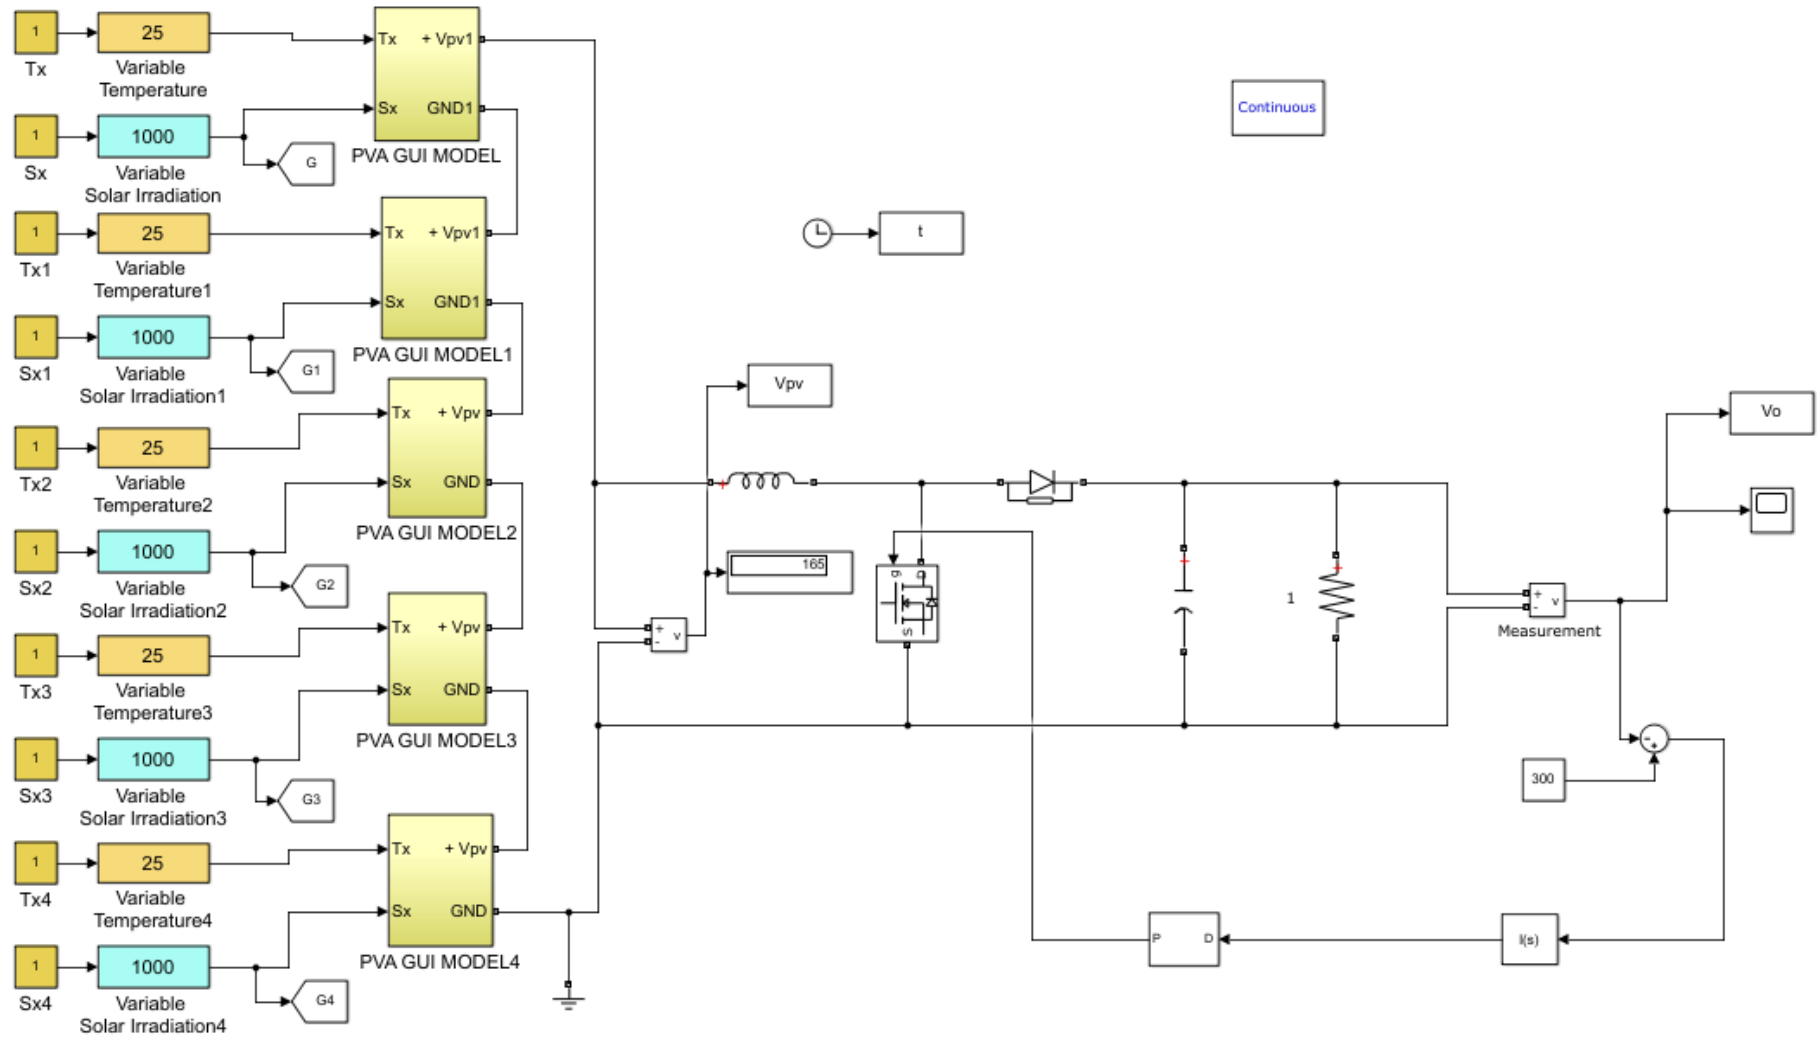 1
Tx
25
Variable
Temperature
Tx
+ Vpv1
Sx
GND1
PVA GUI MODEL
1
Sx
1000
Variable
Solar Irradiation
G
1
Tx1
25
Variable
Temperature1
Tx
+ Vpv1
Sx
GND1
PVA GUI MODEL1
1
Sx1
1000
Variable
Solar Irradiation1
G1
1
Tx2
25
Variable
Temperature2
Tx
+ Vpv
Sx
GND
PVA GUI MODEL2
1
Sx2
1000
Variable
Solar Irradiation2
G2
1
Tx3
25
Variable
Temperature3
Tx
+ Vpv
Sx
GND
PVA GUI MODEL3
1
Sx3
1000
Variable
Solar Irradiation3
G3
1
Tx4
25
Variable
Temperature4
Tx
+ Vpv
Sx
GND
PVA GUI MODEL4
1
Sx4
1000
Variable
Solar Irradiation4
G4
Continuous
t
Vpv
165
+
-
v
+
g
D
S
+
+
1
+
-
v
Measurement
Vo
-
+
300
I(s)
P
D